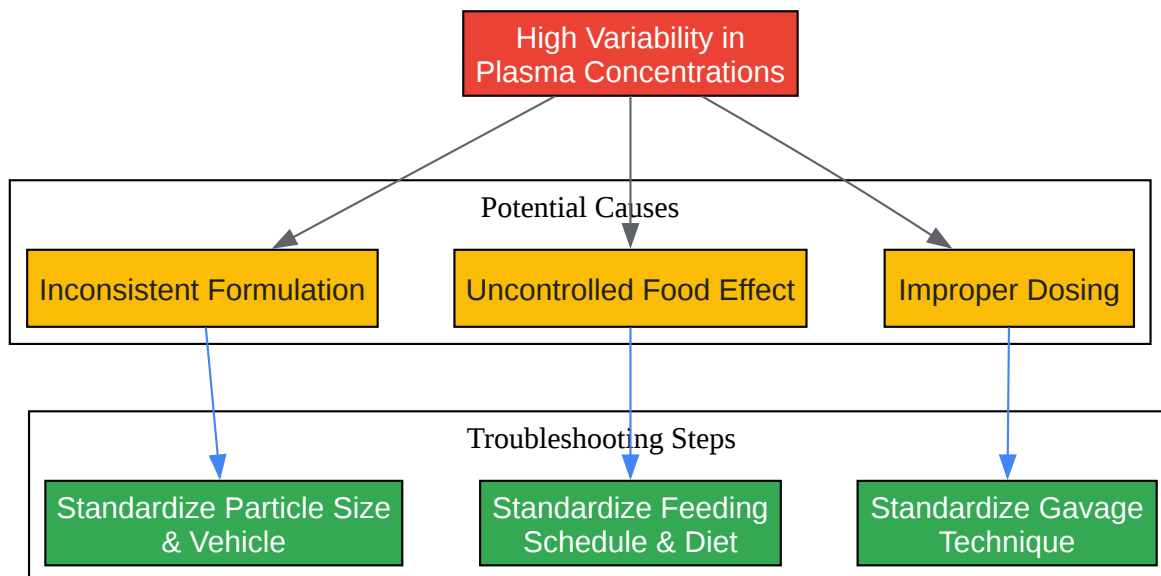 High Variability in
Plasma Concentrations
Potential Causes
Inconsistent Formulation
Uncontrolled Food Effect
Improper Dosing
Troubleshooting Steps
Standardize Particle Size
& Vehicle
Standardize Feeding
Schedule & Diet
Standardize Gavage
Technique